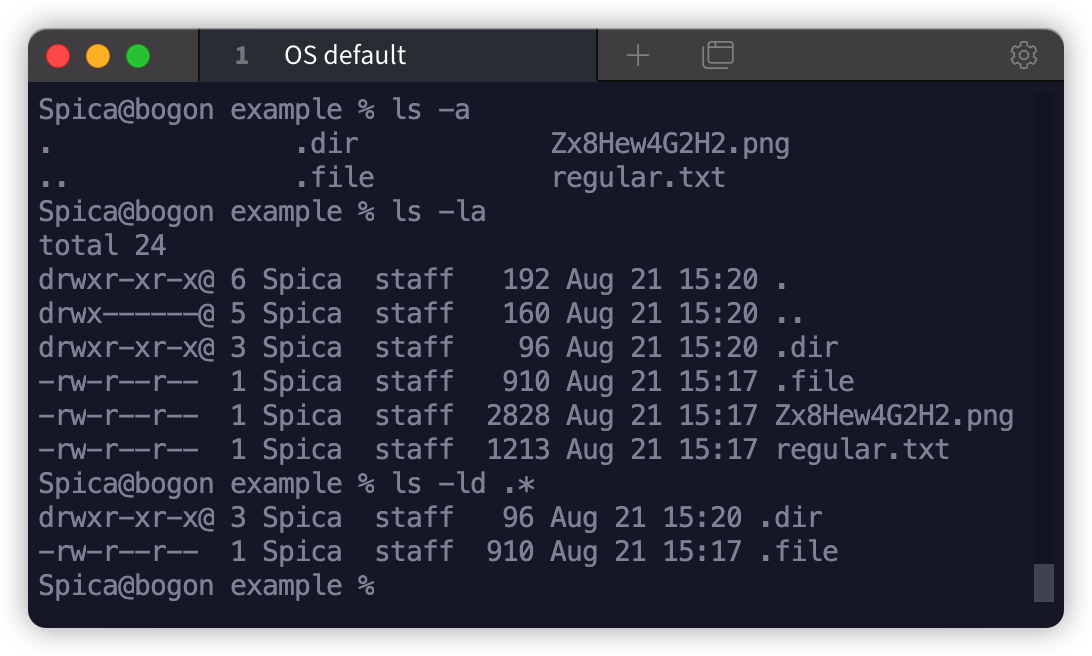 1 OS default
Spica@bogon example % ls -a
. .dir Zx8Hew4G2H2.png
.. .file regular.txt
Spica@bogon example % ls -la
total 24
drwxr-xr-x@ 6 Spica  staff   192 Aug 21 15:20 .
drwx------@ 5 Spica  staff   160 Aug 21 15:20 ..
drwxr-xr-x@ 3 Spica  staff    96 Aug 21 15:20 .dir
-rw-r--r--  1 Spica  staff   910 Aug 21 15:17 .file
-rw-r--r--  1 Spica  staff  2828 Aug 21 15:17 Zx8Hew4G2H2.png
-rw-r--r--  1 Spica  staff  1213 Aug 21 15:17 regular.txt
Spica@bogon example % ls -ld .*
drwxr-xr-x@ 3 Spica  staff   96 Aug 21 15:20 .dir
-rw-r--r--  1 Spica  staff  910 Aug 21 15:17 .file
Spica@bogon example %